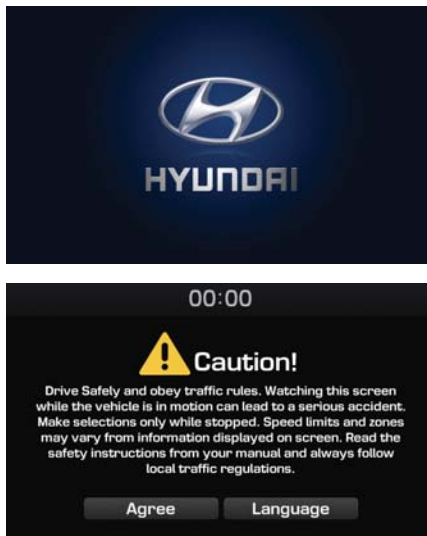 HYUNDAI
00:00
Caution!
Drive Safely and obey traffic rules. Watching this screen
while the vehicle is in motion can lead to a serious accident.
Make selections only while stopped. Speed limits and zones
may vary from information displayed on screen. Read the
safety instructions from your manual and always follow
local traffic regulations.
Agree Language